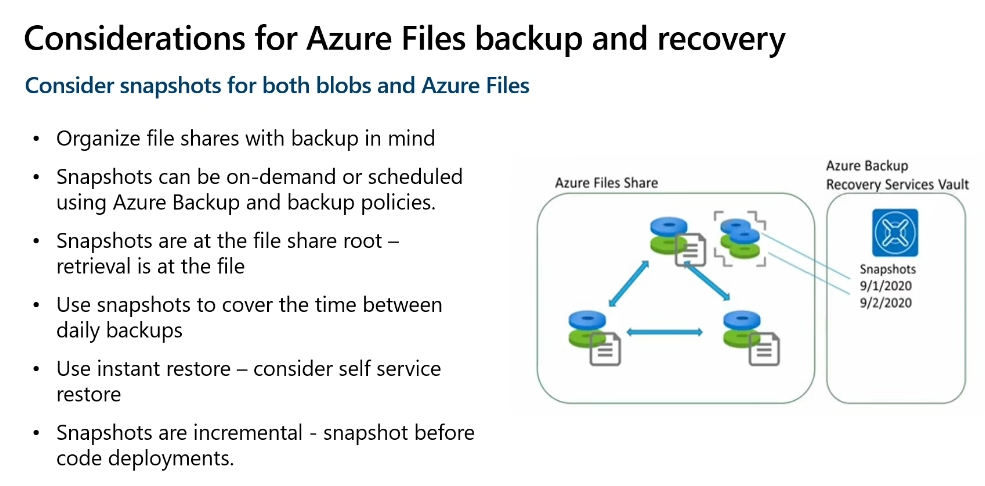 Considerations for Azure Files backup and recovery
Consider snapshots for both blobs and Azure Files
• Organize file shares with backup in mind
• Snapshots can be on-demand or scheduled
using Azure Backup and backup policies.
• Snapshots are at the file share root –
retrieval is at the file
• Use snapshots to cover the time between
daily backups
• Use instant restore – consider self service
restore
• Snapshots are incremental - snapshot before
code deployments.
Azure Files Share
Azure Backup
Recovery Services Vault
Snapshots
9/1/2020
9/2/2020